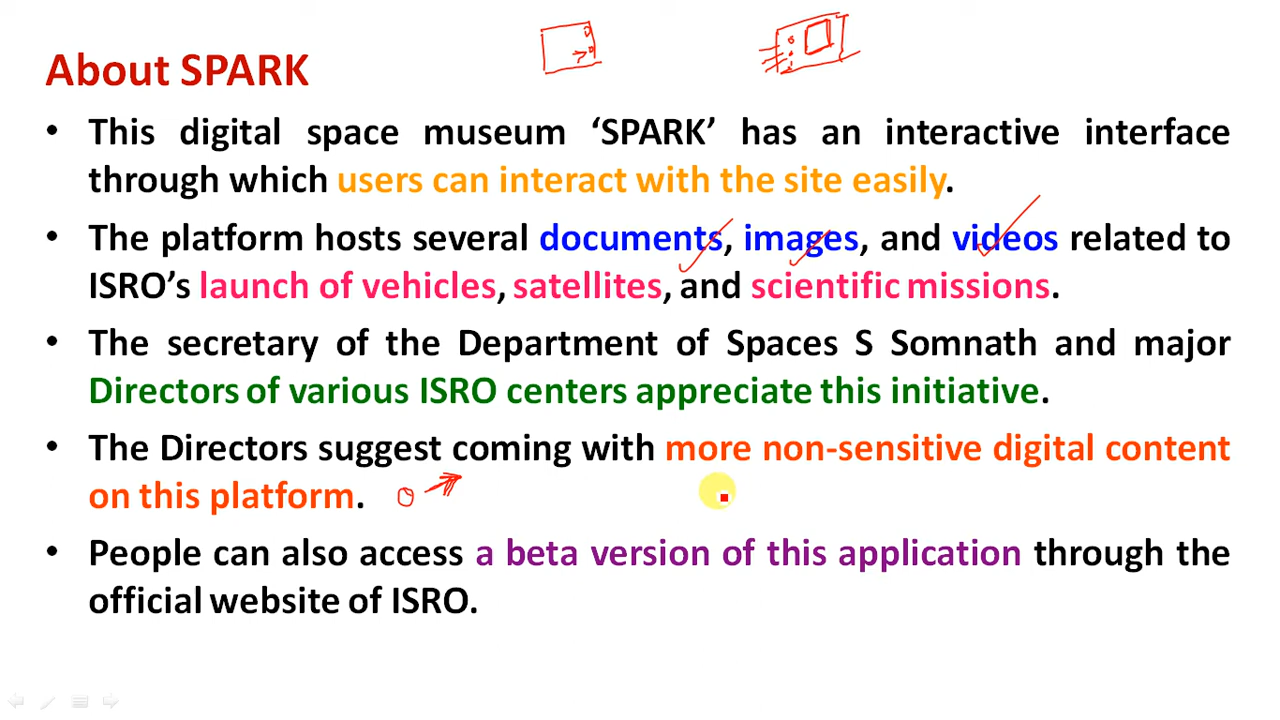 About SPARK
• This digital space museum ‘SPARK’ has an interactive interface
through which users can interact with the site easily.
• The platform hosts several documents, images, and videos related to
ISRO’s launch of vehicles, satellites, and scientific missions.
• The secretary of the Department of Spaces S Somnath and major
Directors of various ISRO centers appreciate this initiative.
• The Directors suggest coming with more non-sensitive digital content
on this platform.
• People can also access a beta version of this application through the
official website of ISRO.